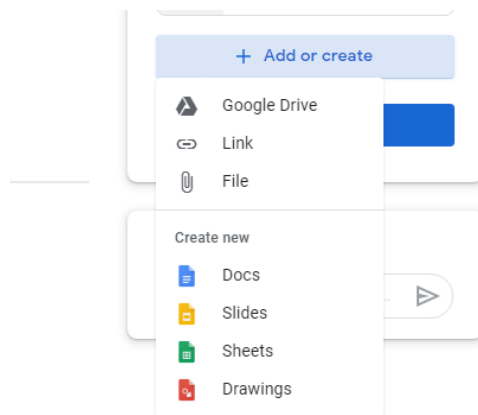 + Add or create
Google Drive
Link
File
Create new
Docs
Slides
Sheets
Drawings